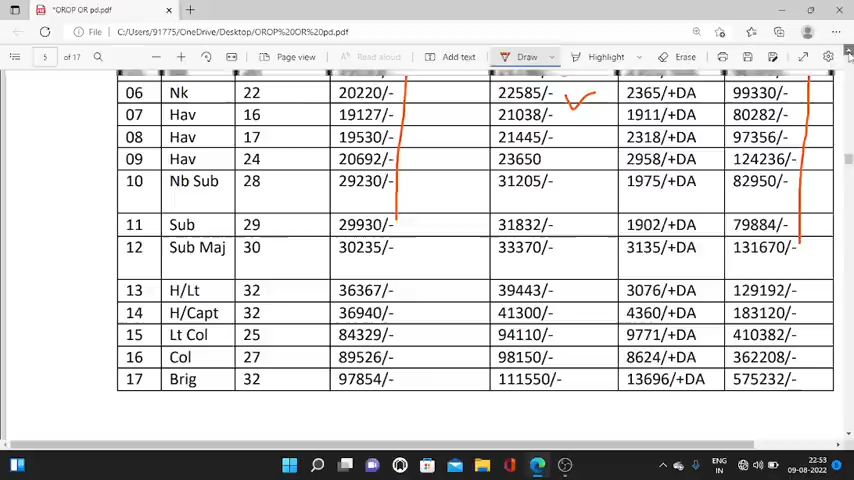 *OROP OR pd.pdf
File C:/Users/91775/OneDrive/Desktop/OROP%20OR%20pd.pdf
5 of 17 Page view Read aloud Add text Draw Highlight Erase
06 Nk 22 20220/- 22585/- 2365/+DA 99330/-
07 Hav 16 19127/- 21038/- 1911/+DA 80282/-
08 Hav 17 19530/- 21445/- 2318/+DA 97356/-
09 Hav 24 20692/- 23650 2958/+DA 124236/-
10 Nb Sub 28 29230/- 31205/- 1975/+DA 82950/-
11 Sub 29 29930/- 31832/- 1902/+DA 79884/-
12 Sub Maj 30 30235/- 33370/- 3135/+DA 131670/-
13 H/Lt 32 36367/- 39443/- 3076/+DA 129192/-
14 H/Capt 32 36940/- 41300/- 4360/+DA 183120/-
15 Lt Col 25 84329/- 94110/- 9771/+DA 410382/-
16 Col 27 89526/- 98150/- 8624/+DA 362208/-
17 Brig 32 97854/- 111550/- 13696/+DA 575232/-
ENG 22:53
IN 09-08-2022